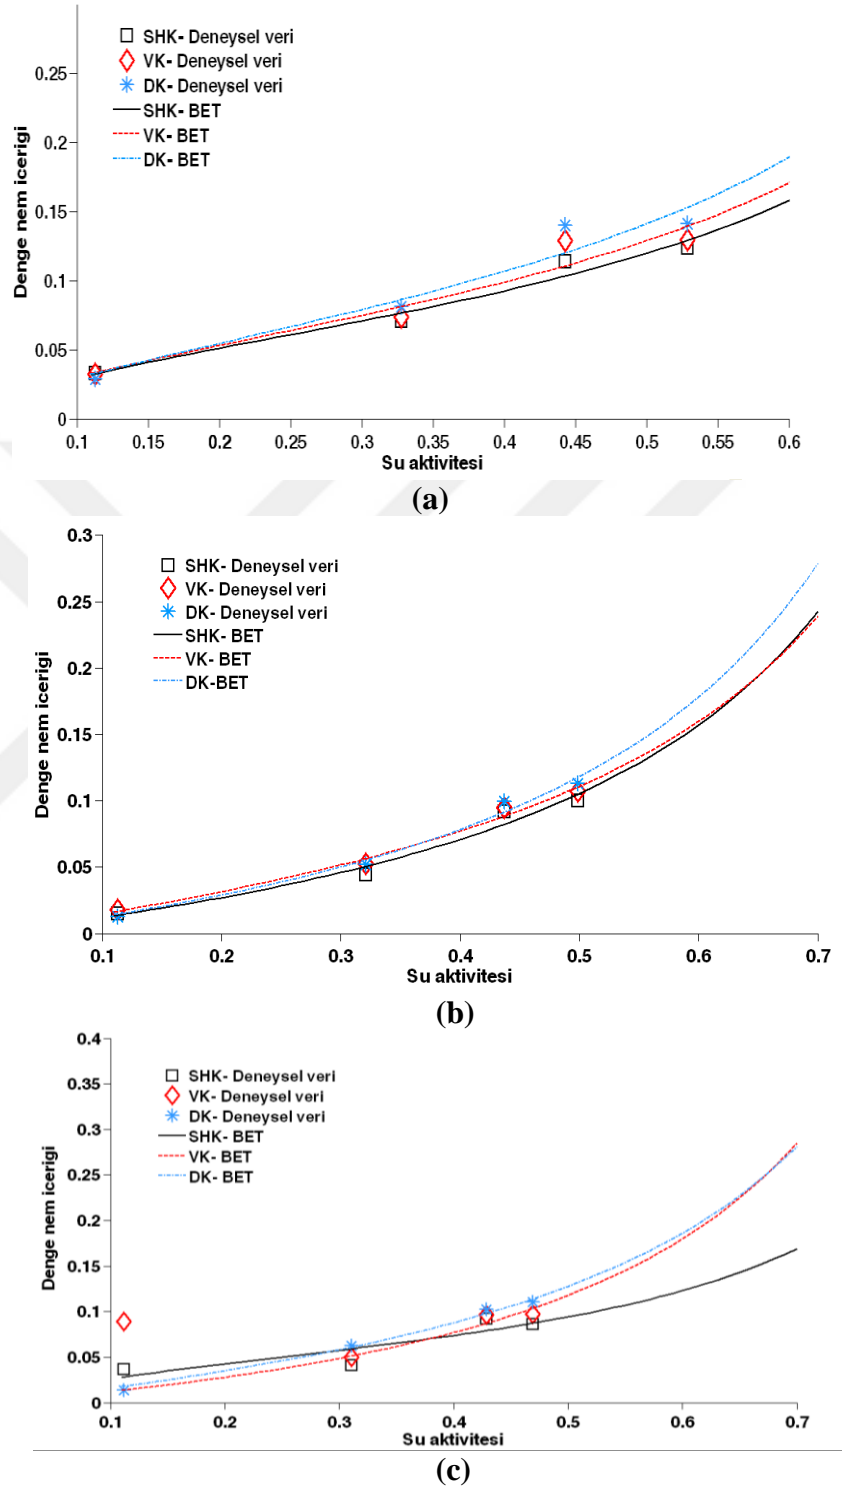 SHK- Deneysel veri
VK- Deneysel veri
DK- Deneysel veri
SHK- BET
VK- BET
DK- BET
0.25
0.2
0.15
0.1
0.05
0
Denge nem icerigi
0.1 0.15 0.2 0.25 0.3 0.35 0.4 0.45 0.5 0.55 0.6
Su aktivitesi
(a)
0.3
0.25
0.2
0.15
0.1
0.05
0
SHK- Deneysel veri
VK- Deneysel veri
DK- Deneysel veri
SHK- BET
VK- BET
DK-BET
Denge nem icerigi
0.1 0.2 0.3 0.4 0.5 0.6 0.7
Su aktivitesi
(b)
0.4
0.35
0.3
0.25
0.2
0.15
0.1
0.05
0
SHK- Deneysel veri
VK- Deneysel veri
DK- Deneysel veri
SHK- BET
VK- BET
DK- BET
Denge nem icerigi
0.1 0.2 0.3 0.4 0.5 0.6 0.7
Su aktivitesi
(c)